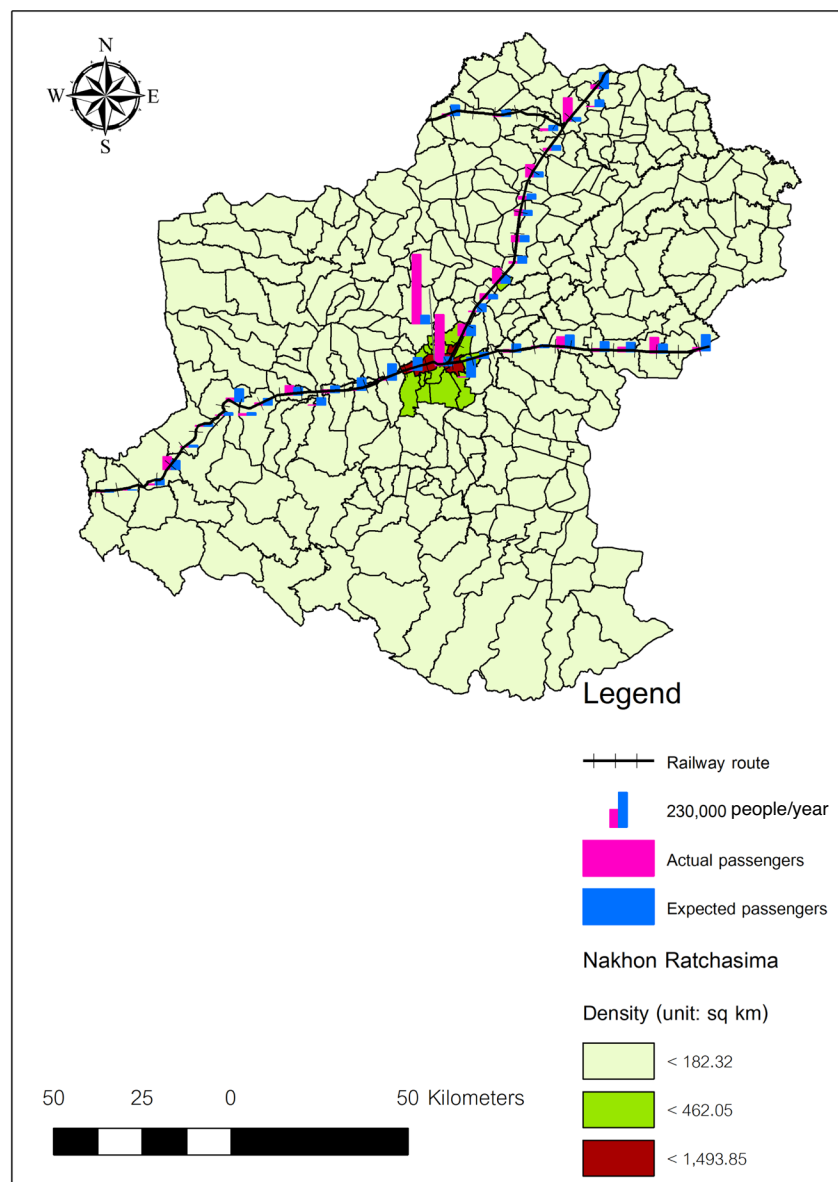 N
W E
S
Legend
Railway route
230,000 people/year
Actual passengers
Expected passengers
Nakhon Ratchasima
Density (unit: sq km)
< 182.32
< 462.05
< 1,493.85
50 25 0 50 Kilometers